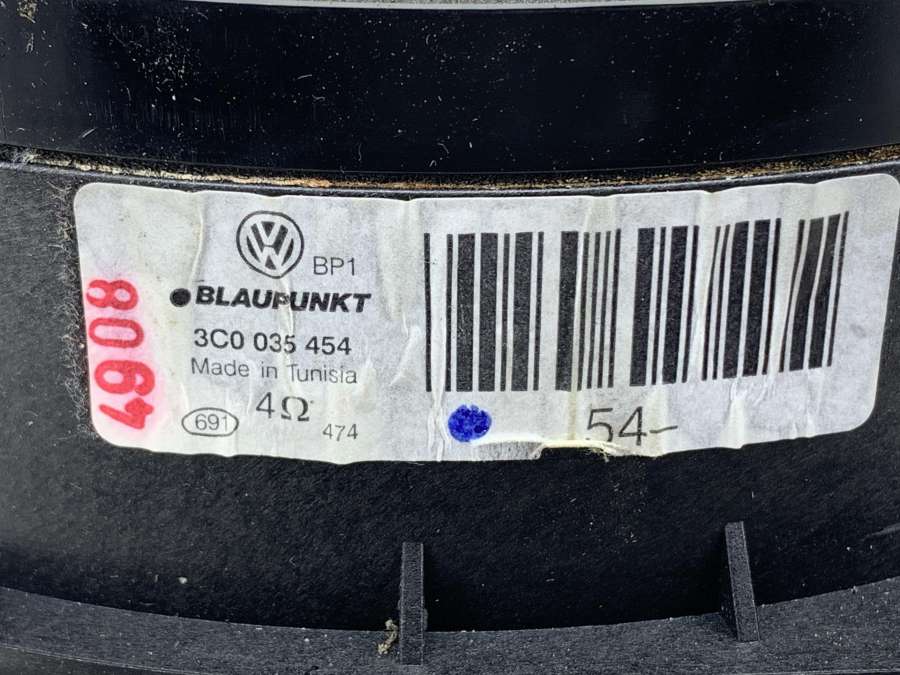 BP1
BLAUPUNKT
3C0 035 454
Made in Tunisia
691
4Ω
474
54-
4908